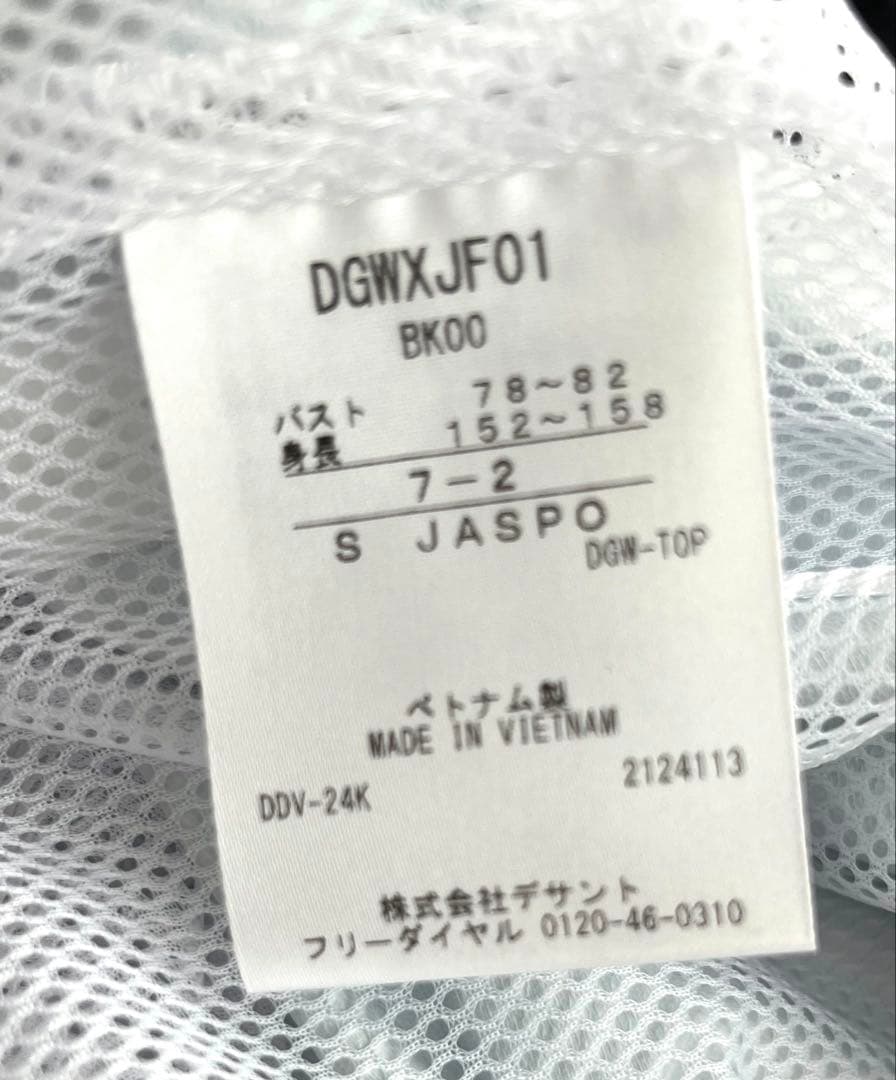 DGWXJF01
BK00
バスト 78~82
身長 152~158
7-2
S JASPO
DGW-TOP
ベトナム製
MADE IN VIETNAM
DDV-24K 2124113
株式会社デサント
フリーダイヤル 0120-46-0310